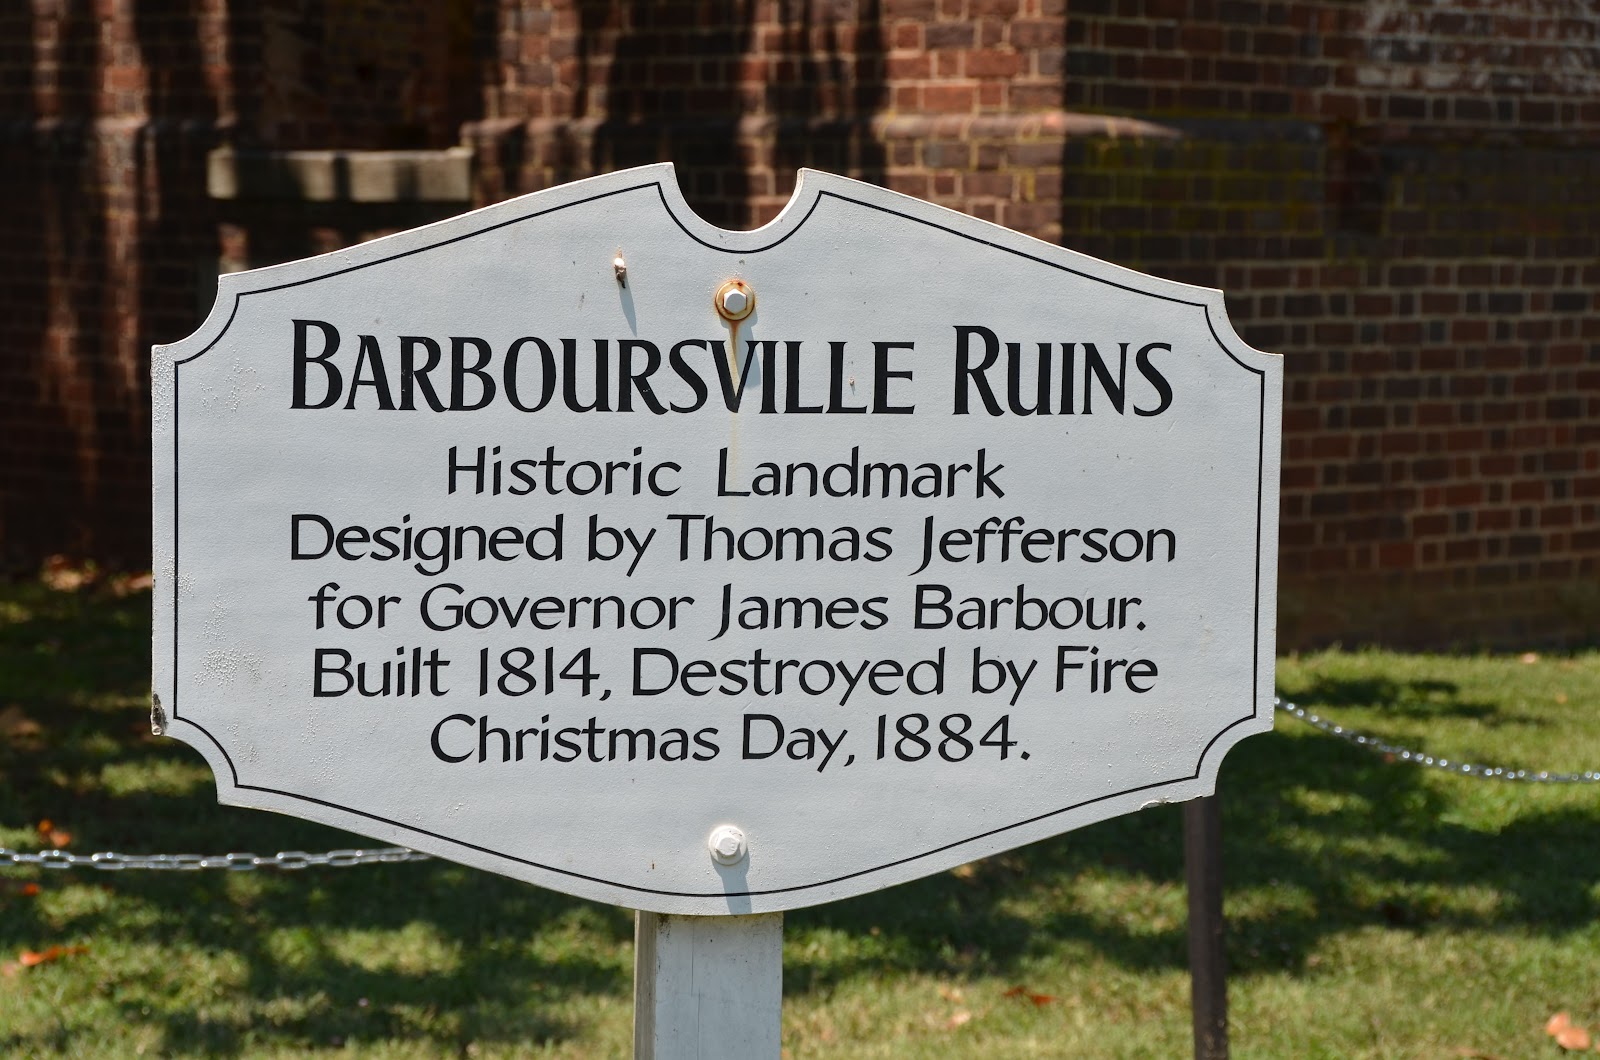 BARBOURSVILLE RUINS
Historic Landmark
Designed by Thomas Jefferson
for Governor James Barbour.
Built 1814, Destroyed by Fire
Christmas Day, 1884.